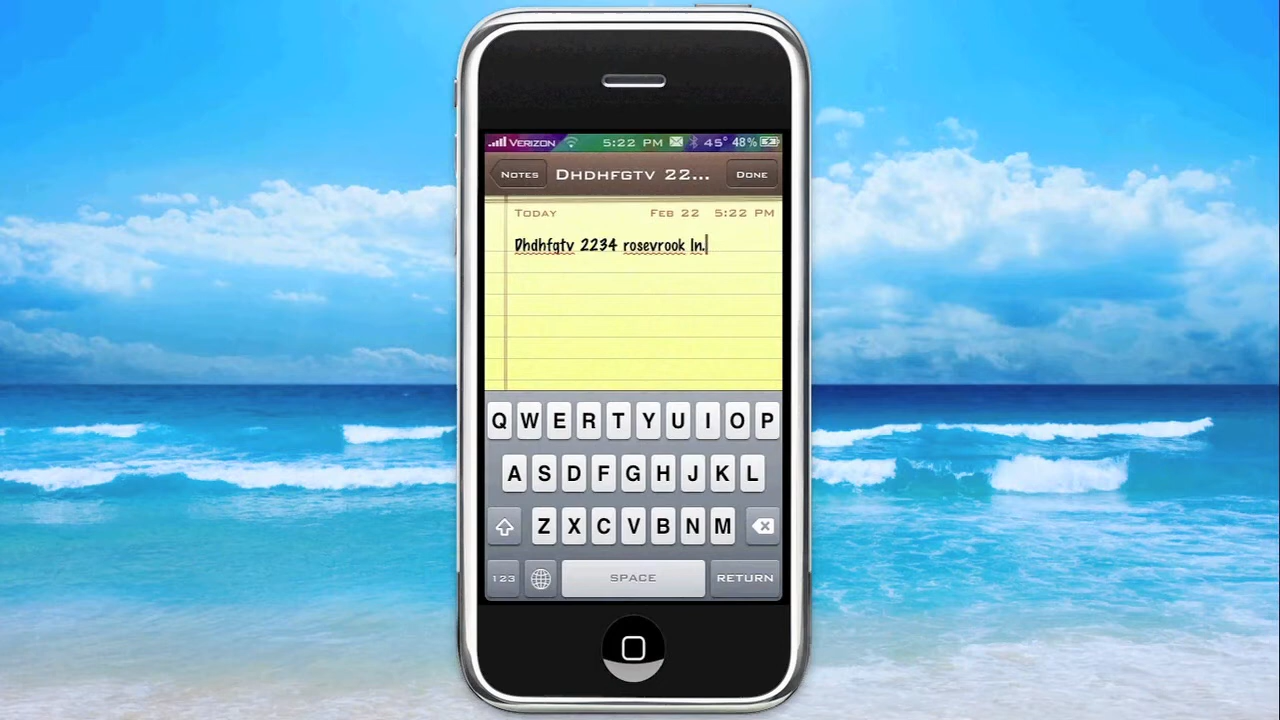 VERIZON 5:22 PM 45° 48%
NOTES DHDHFGTV 22... DONE
TODAY FEB 22 5:22 PM
Dhdhfgtv 2234 rosevrook ln.
Q W E R T Y U I O P
A S D F G H J K L
Z X C V B N M
123 SPACE RETURN